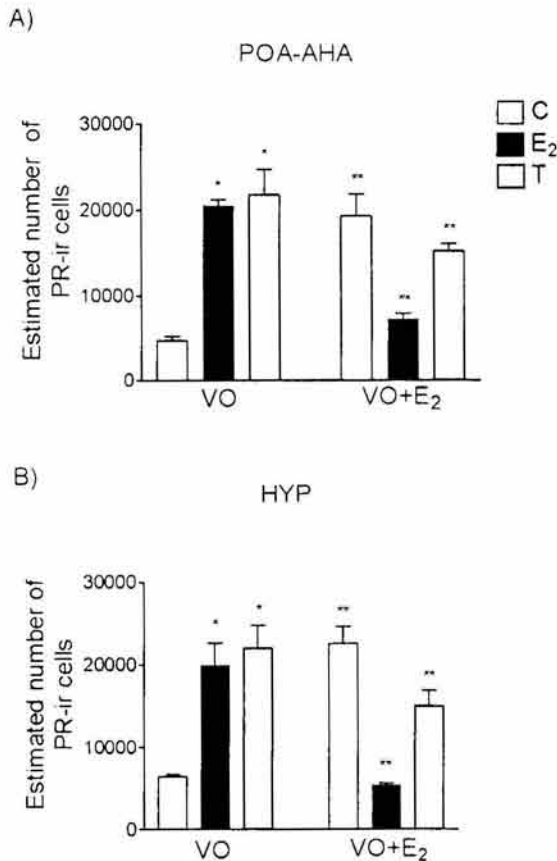 A)
POA-AHA
C
E₂
T
Estimated number of
PR-ir cells
30000
20000
10000
0
* * ** ** **
VO VO+E₂
B)
HYP
Estimated number of
PR-ir cells
30000
20000
10000
0
* * ** ** **
VO VO+E₂